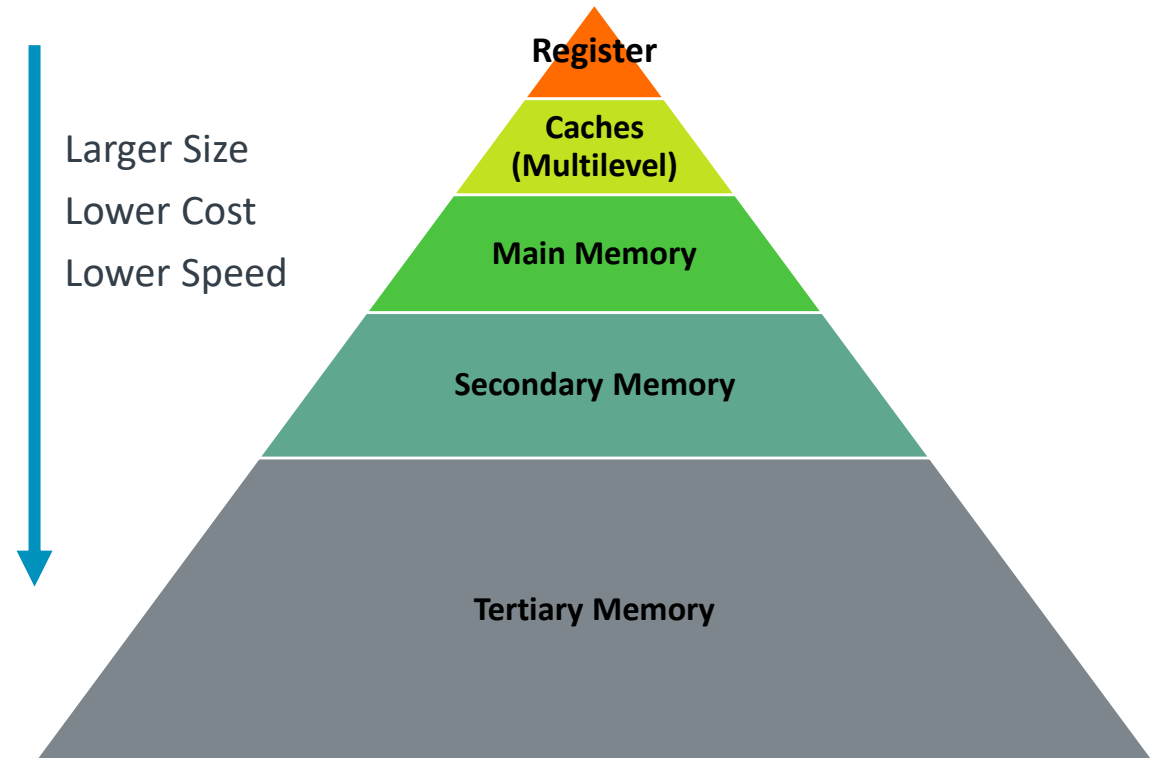 Register
Caches
(Multilevel)
Larger Size
Lower Cost
Lower Speed
Main Memory
Secondary Memory
Tertiary Memory